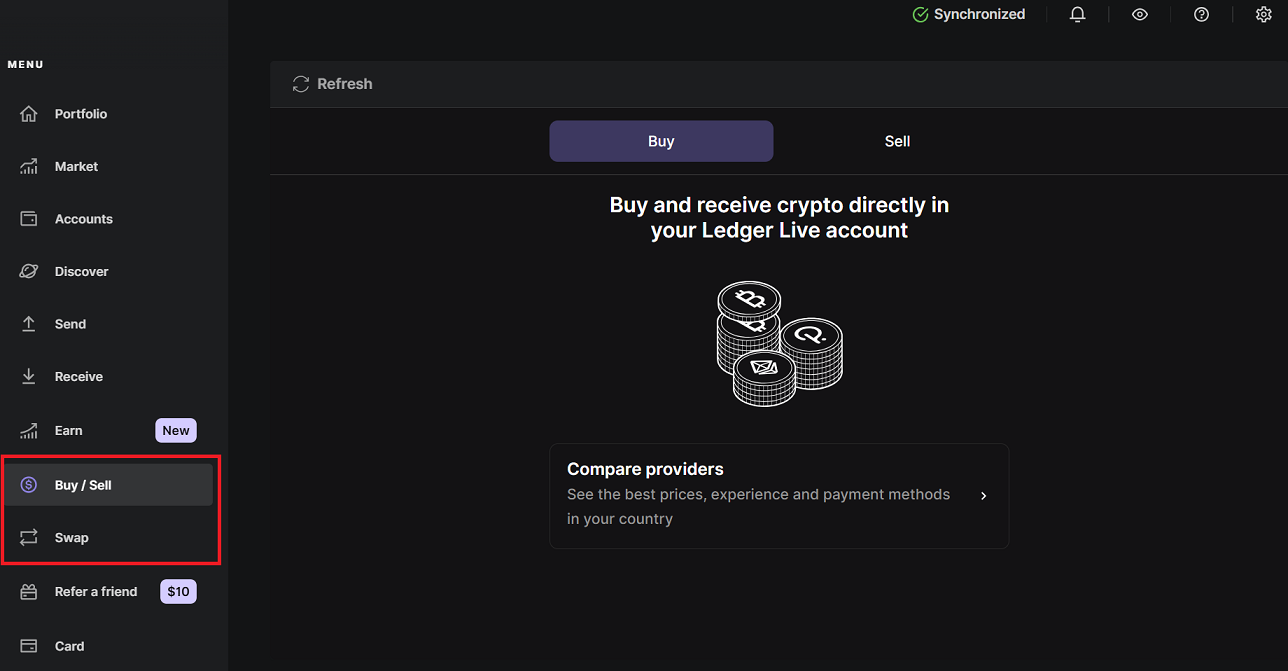 Synchronized
MENU
Portfolio
Market
Accounts
Discover
Send
Receive
Earn New
Buy / Sell
Swap
Refer a friend $10
Card
Refresh
Buy Sell
Buy and receive crypto directly in
your Ledger Live account
Compare providers
See the best prices, experience and payment methods
in your country